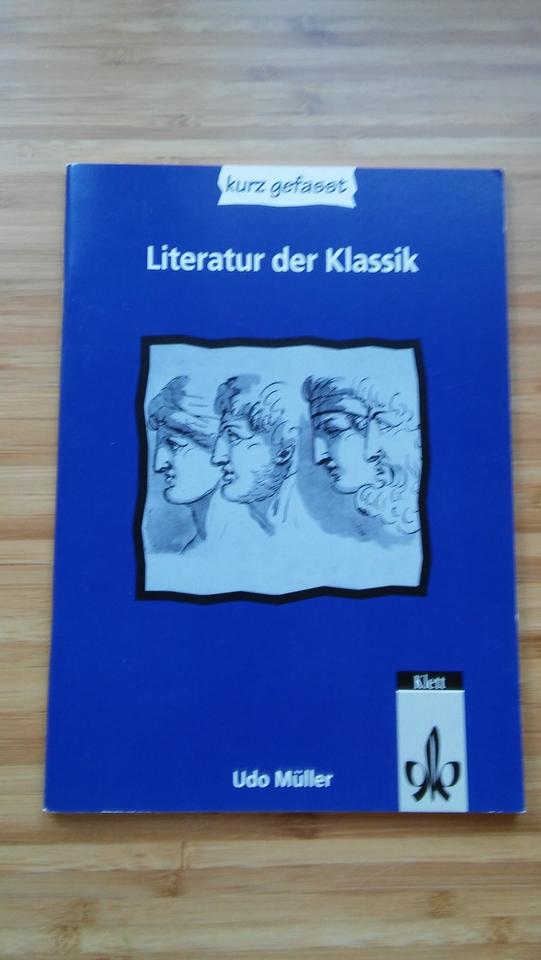 kurz gefasst
Literatur der Klassik
Klett
Udo Müller